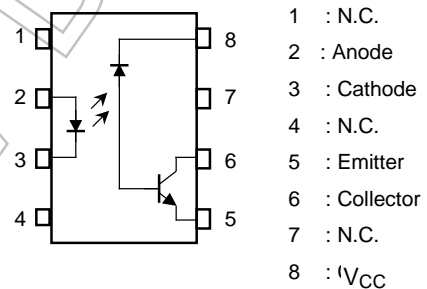 1 : N.C.
2 : Anode
3 : Cathode
4 : N.C.
5 : Emitter
6 : Collector
7 : N.C.
8 : VCC
1
2
3
4
8
7
6
5